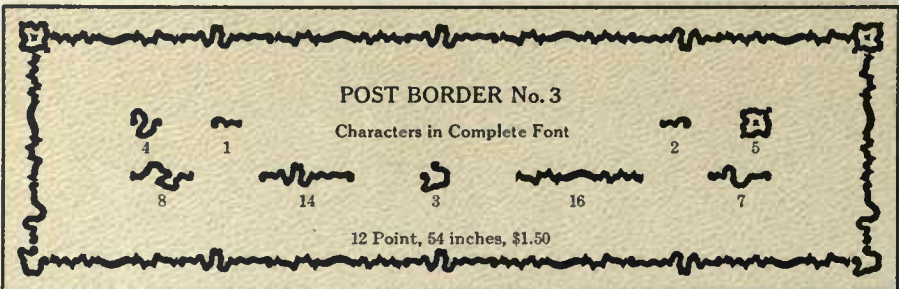 POST BORDER No. 3
Characters in Complete Font
4 1 2 5
8 14 3 16 7
12 Point, 54 inches, $1.50